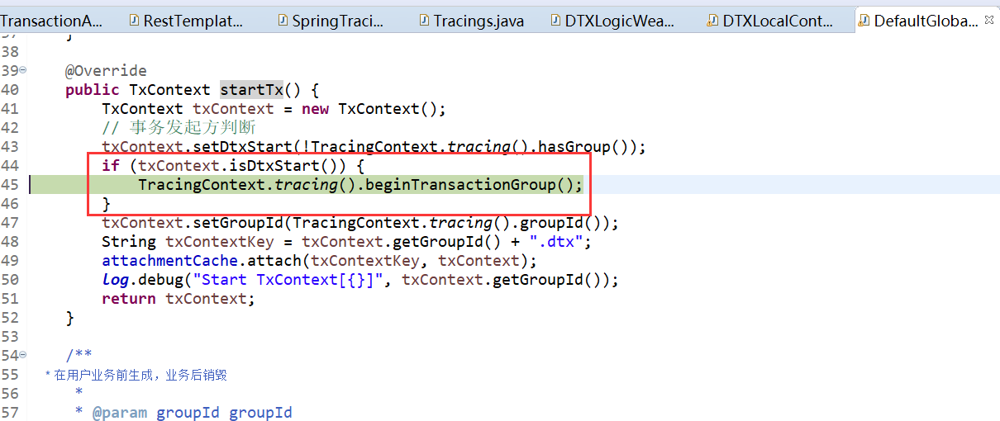 TransactionA... RestTemplat... SpringTraci... Tracings.java DTXLogicWea... DTXLocalCont... DefaultGloba...
37 }
38
39 @Override
40 public TxContext startTx() {
41 TxContext txContext = new TxContext();
42 // 事务发起方判断
43 txContext.setDtxStart(!TracingContext.tracing().hasGroup());
44 if (txContext.isDtxStart()) {
45 TracingContext.tracing().beginTransactionGroup();
46 }
47 txContext.setGroupId(TracingContext.tracing().groupId());
48 String txContextKey = txContext.getGroupId() + ".dtx";
49 attachmentCache.attach(txContextKey, txContext);
50 log.debug("Start TxContext[{}]", txContext.getGroupId());
51 return txContext;
52 }
53
54 /**
55 * 在用户业务前生成，业务后销毁
56 *
57 * @param groupId groupId